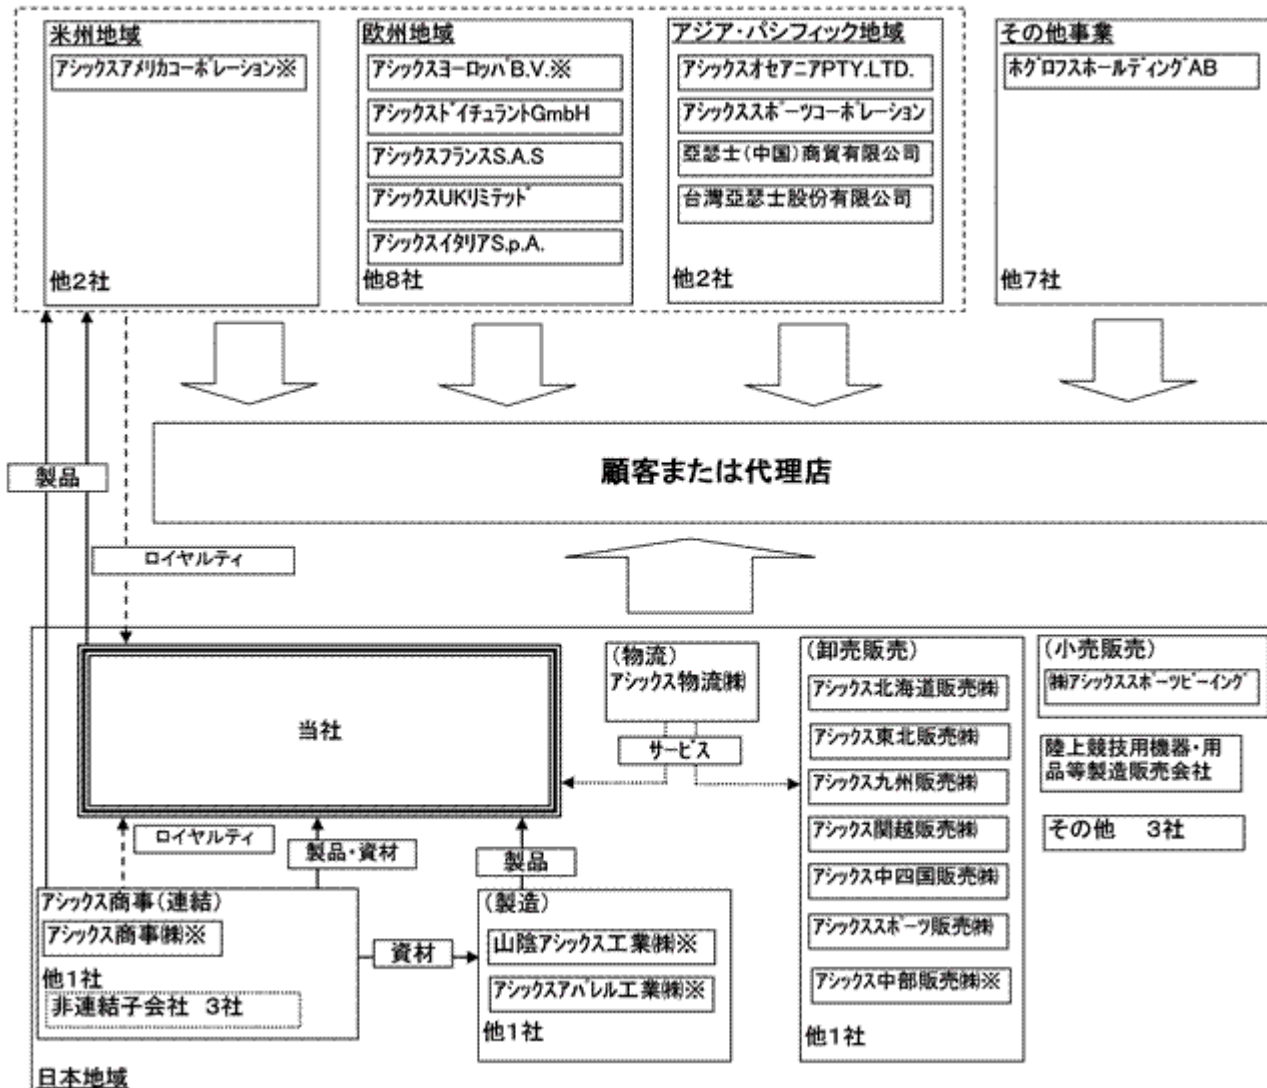 米州地域
アシックスアメリカコーポレーション※
他2社
欧州地域
アシックスヨーロッパB.V.※
アシックスドイチュラントGmbH
アシックスフランスS.A.S
アシックスUKリミテッド
アシックスイタリアS.p.A.
他8社
アジア・パシフィック地域
アシックスオセアニアPTY.LTD.
アシックススポーツコーポレーション
亞瑟士(中国)商貿有限公司
台灣亞瑟士股份有限公司
他2社
その他事業
ホグロフスホールディングAB
他7社
製品
顧客または代理店
ロイヤルティ
当社
(物流)
アシックス物流㈱
サービス
(卸売販売)
アシックス北海道販売㈱
アシックス東北販売㈱
アシックス九州販売㈱
アシックス関越販売㈱
アシックス中四国販売㈱
アシックススポーツ販売㈱
アシックス中部販売㈱※
他1社
(小売販売)
㈱アシックススポーツビーイング
陸上競技用機器・用
品等製造販売会社
その他 3社
ロイヤルティ
製品・資材
製品
アシックス商事(連結)
アシックス商事㈱※
他1社
非連結子会社 3社
資材
(製造)
山陰アシックス工業㈱※
アシックスアパレル工業㈱※
他1社
日本地域